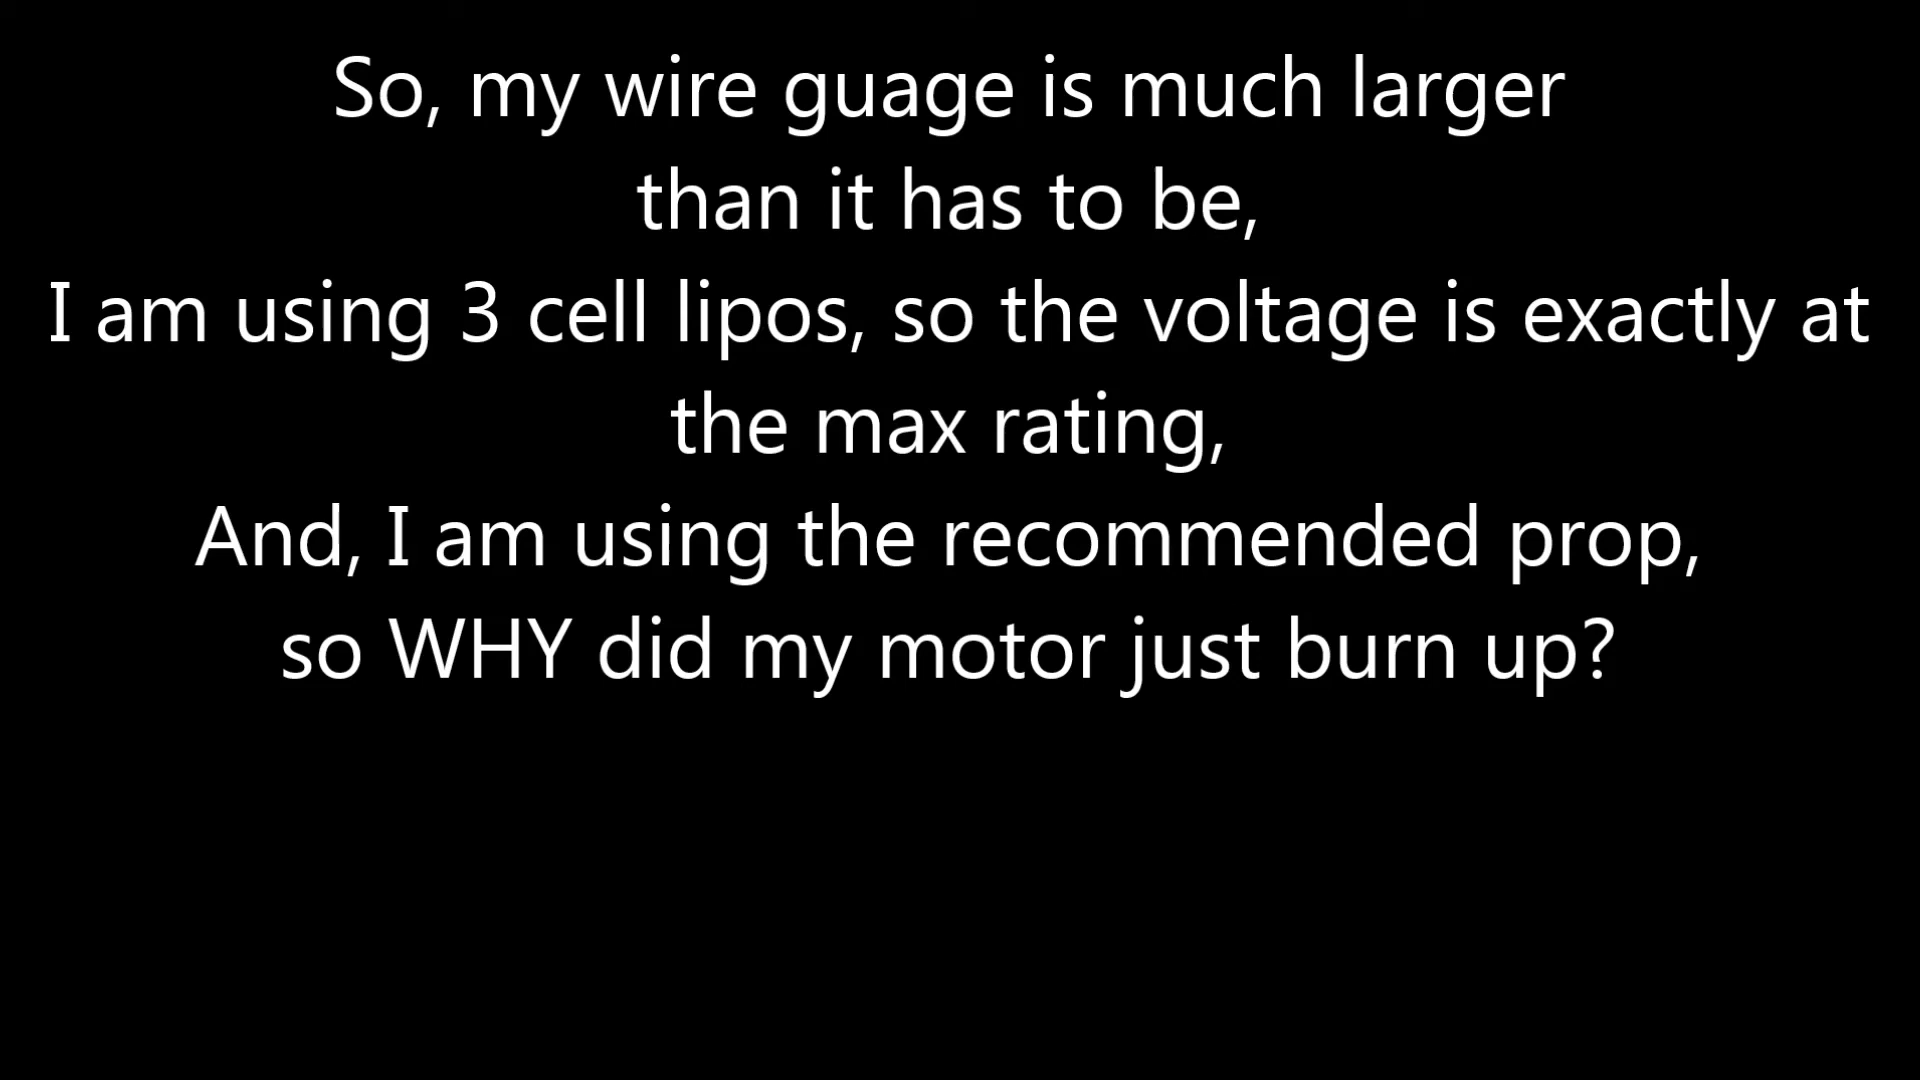 So, my wire guage is much larger
than it has to be,
I am using 3 cell lipos, so the voltage is exactly at
the max rating,
And, I am using the recommended prop,
so WHY did my motor just burn up?